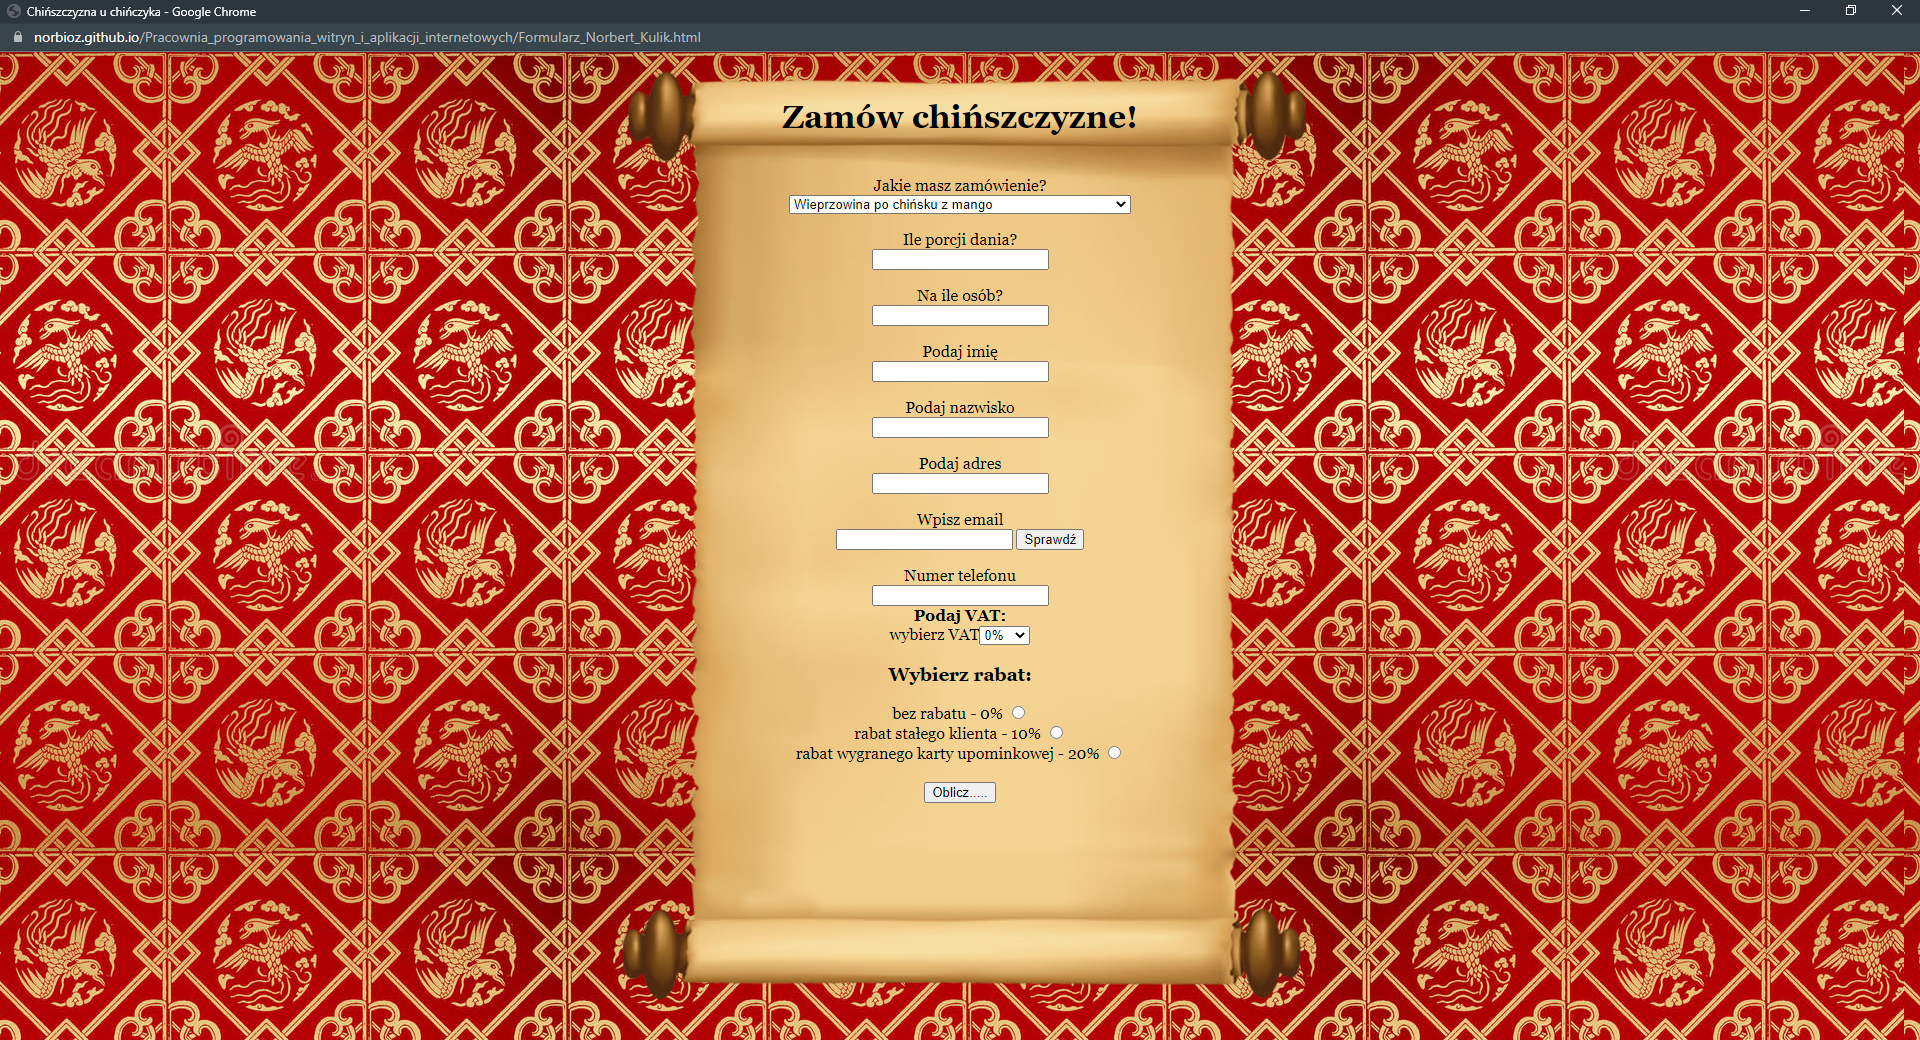 Chińszczyzna u chińczyka - Google Chrome
norbioz.github.io/Pracownia_programowania_witryn_i_aplikacji_internetowych/Formularz_Norbert_Kulik.html
Zamów chińszczyzne!
Jakie masz zamówienie?
Wieprzowina po chińsku z mango
Ile porcji dania?
Na ile osób?
Podaj imię
Podaj nazwisko
Podaj adres
Wpisz email
Sprawdź
Numer telefonu
Podaj VAT:
wybierz VAT 0%
Wybierz rabat:
bez rabatu - 0%
rabat stałego klienta - 10%
rabat wygranego karty upominkowej - 20%
Oblicz.....